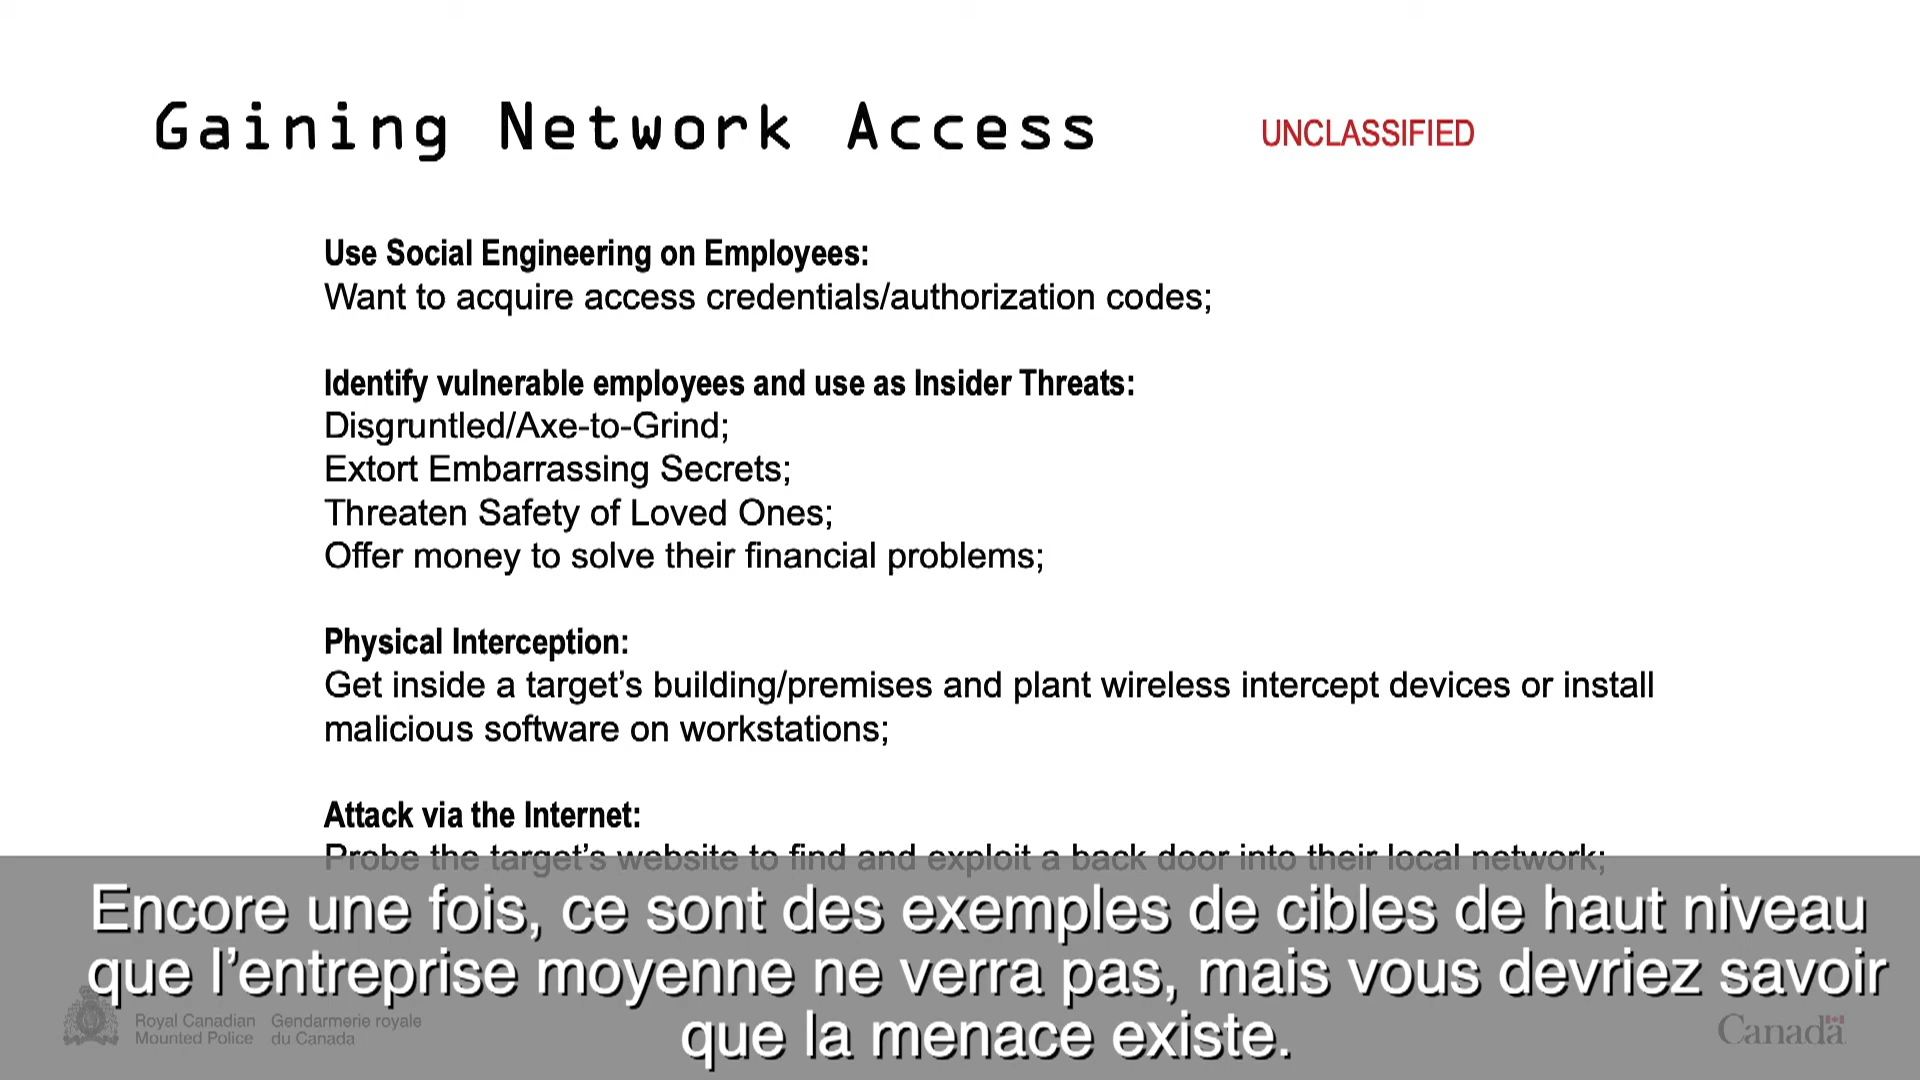 Gaining Network Access
UNCLASSIFIED
Use Social Engineering on Employees:
Want to acquire access credentials/authorization codes;
Identify vulnerable employees and use as Insider Threats:
Disgruntled/Axe-to-Grind;
Extort Embarrassing Secrets;
Threaten Safety of Loved Ones;
Offer money to solve their financial problems;
Physical Interception:
Get inside a target’s building/premises and plant wireless intercept devices or install
malicious software on workstations;
Attack via the Internet:
Probe the target’s website to find and exploit a back door into their local network;
Encore une fois, ce sont des exemples de cibles de haut niveau
que l’entreprise moyenne ne verra pas, mais vous devriez savoir
que la menace existe.
Royal Canadian Gendarmerie royale
Mounted Police du Canada
Canada